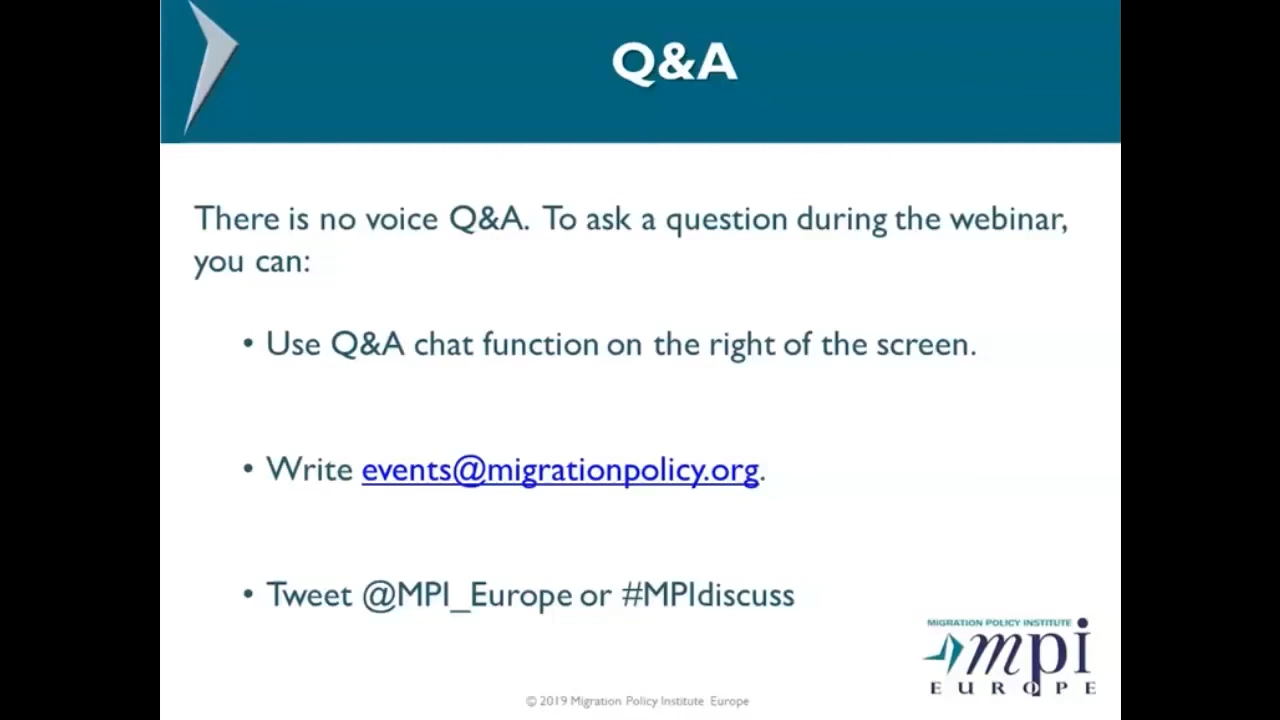 Q&A
There is no voice Q&A. To ask a question during the webinar,
you can:
• Use Q&A chat function on the right of the screen.
• Write events@migrationpolicy.org.
• Tweet @MPI_Europe or #MPIdiscuss
MIGRATION POLICY INSTITUTE
mpi
EUROPE
© 2019 Migration Policy Institute Europe